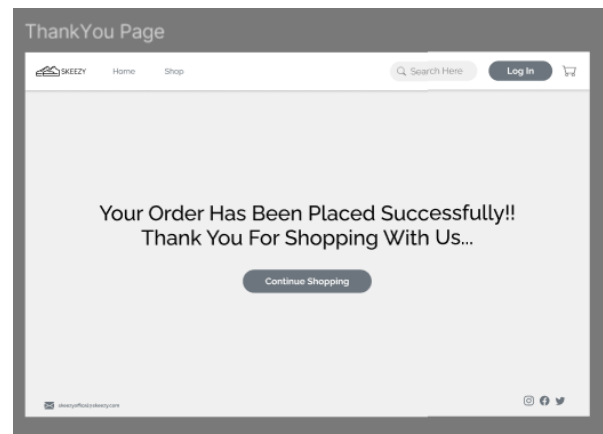 ThankYou Page
SKEEZY Home Shop Search Here Log In
Your Order Has Been Placed Successfully!!
Thank You For Shopping With Us...
Continue Shopping